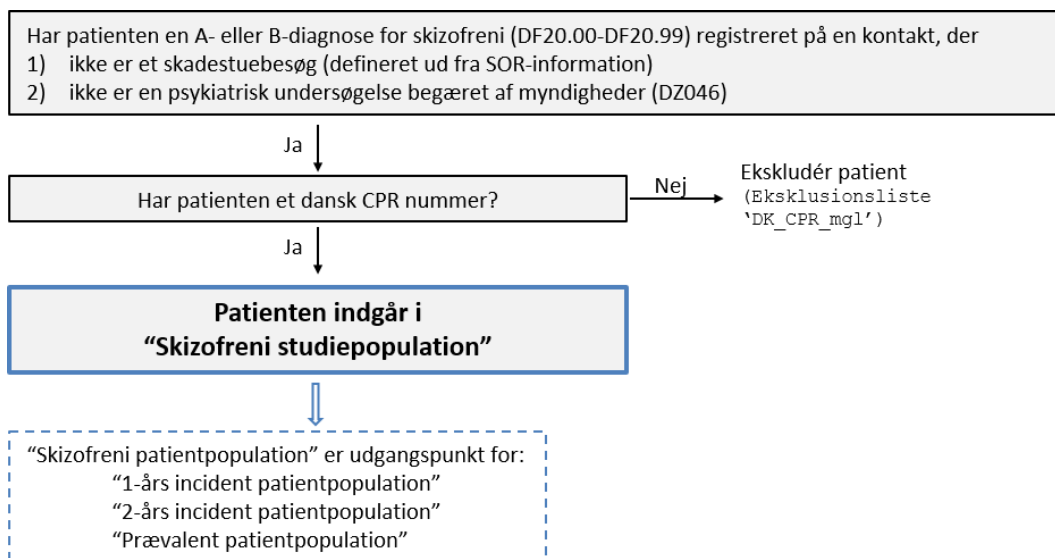 Har patienten en A- eller B-diagnose for skizofreni (DF20.00-DF20.99) registreret på en kontakt, der
1) ikke er et skadestuebesøg (defineret ud fra SOR-information)
2) ikke er en psykiatrisk undersøgelse begæret af myndigheder (DZ046)
Ja
Har patienten et dansk CPR nummer?
Nej
Ekskludér patient
(Eksklusionsliste
‘DK_CPR_mgl’)
Ja
Patienten indgår i
“Skizofreni studiepopulation”
“Skizofreni patientpopulation” er udgangspunkt for:
“1-års incident patientpopulation”
“2-års incident patientpopulation”
“Prævalent patientpopulation”